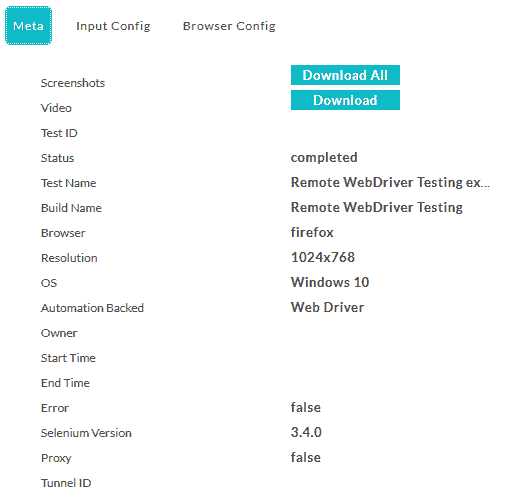 Meta Input Config Browser Config
Screenshots Download All
Video Download
Test ID
Status completed
Test Name Remote WebDriver Testing ex...
Build Name Remote WebDriver Testing
Browser firefox
Resolution 1024x768
OS Windows 10
Automation Backed Web Driver
Owner
Start Time
End Time
Error false
Selenium Version 3.4.0
Proxy false
Tunnel ID